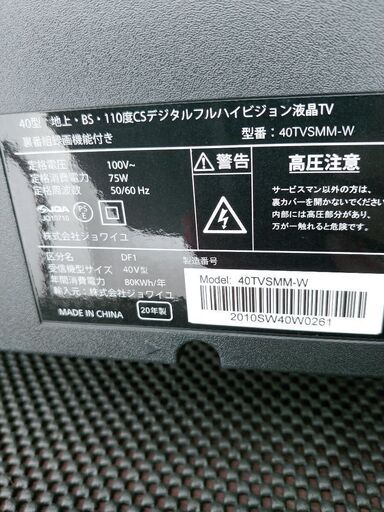 40型 地上・BS・110度CSデジタルフルハイビジョン液晶TV
裏番組録画機能付き
型番: 40TVSMM-W
定格電圧: 100V~
定格消費電力: 75W
定格周波数: 50/60 Hz
警告
高圧注意
サービスマン以外の方は、
裏カバーを開けないでください。
内部には高圧部分があり、
万が一触れると危険です。
株式会社ジョワイユ
区分名 DF1
受信機型サイズ 40V型
年間消費電力 80KWh/年
輸入元: 株式会社ジョワイユ
MADE IN CHINA
20年製
製造番号
Model: 40TVSMM-W
2010SW40W0261